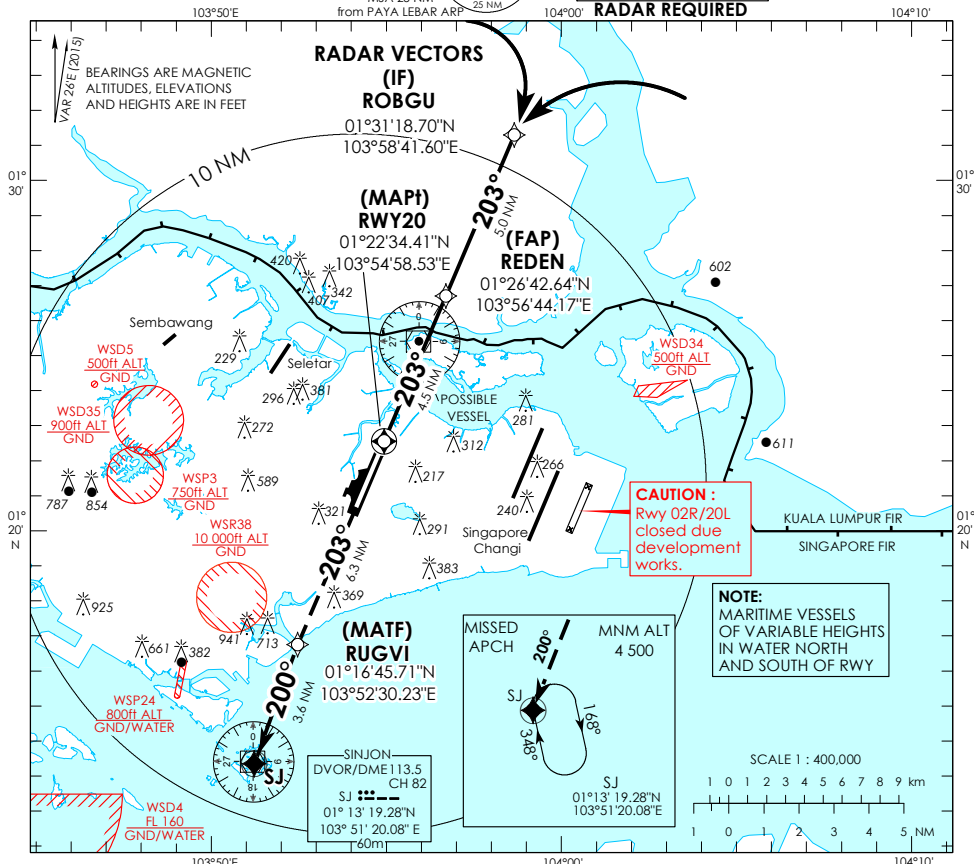 103°50'E
MSA 25 NM
from PAYA LEBAR ARP
25 NM
104°00'
RADAR REQUIRED
104°10'
VAR 26'E (2015)
BEARINGS ARE MAGNETIC
ALTITUDES, ELEVATIONS
AND HEIGHTS ARE IN FEET
RADAR VECTORS
(IF)
ROBGU
01°31'18.70"N
103°58'41.60"E
10 NM
01°
30'
01°
30'
203°
5.0 NM
(MAPt)
RWY20
01°22'34.41"N
103°54'58.53"E
(FAP)
REDEN
01°26'42.64"N
103°56'44.17"E
420
407
342
602
Sembawang
229
Seletar
0
9
27
WSD5
500ft ALT
GND
WSD34
500ft ALT
GND
296
381
203°
4.5 NM
POSSIBLE
VESSEL
281
WSD35
900ft ALT
GND
272
312
611
217
266
787
854
WSP3
750ft ALT
GND
589
240
321
291
Singapore
Changi
CAUTION :
Rwy 02R/20L
closed due
development
works.
KUALA LUMPUR FIR
SINGAPORE FIR
01°
20'
N
01°
20'
N
WSR38
10 000ft ALT
GND
203°
6.3 NM
383
369
925
941
713
661
382
(MATF)
RUGVI
01°16'45.71"N
103°52'30.23"E
NOTE:
MARITIME VESSELS
OF VARIABLE HEIGHTS
IN WATER NORTH
AND SOUTH OF RWY
MISSED
APCH
MNM ALT
4 500
200°
SJ
168°
348°
SJ
01°13' 19.28"N
103°51'20.08"E
WSP24
800ft ALT
GND/WATER
200°
3.6 NM
0
9
18
27
SJ
SINJON
DVOR/DME 113.5
CH 82
SJ
01° 13' 19.28"N
103° 51' 20.08" E
60m
WSD4
FL 160
GND/WATER
SCALE 1 : 400,000
1 0 1 2 3 4 5 6 7 8 9 km
1 0 1 2 3 4 5 NM
103°50'E
104°00'
104°10'